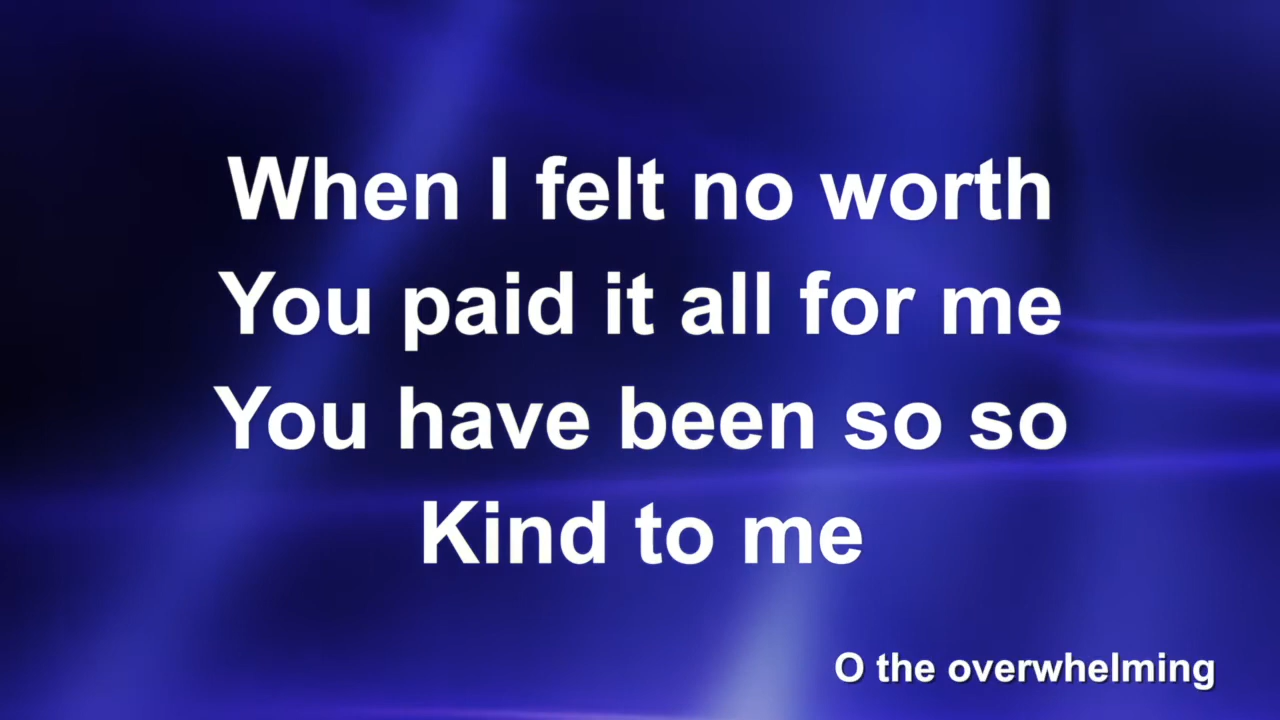 When I felt no worth
You paid it all for me
You have been so so
Kind to me
O the overwhelming